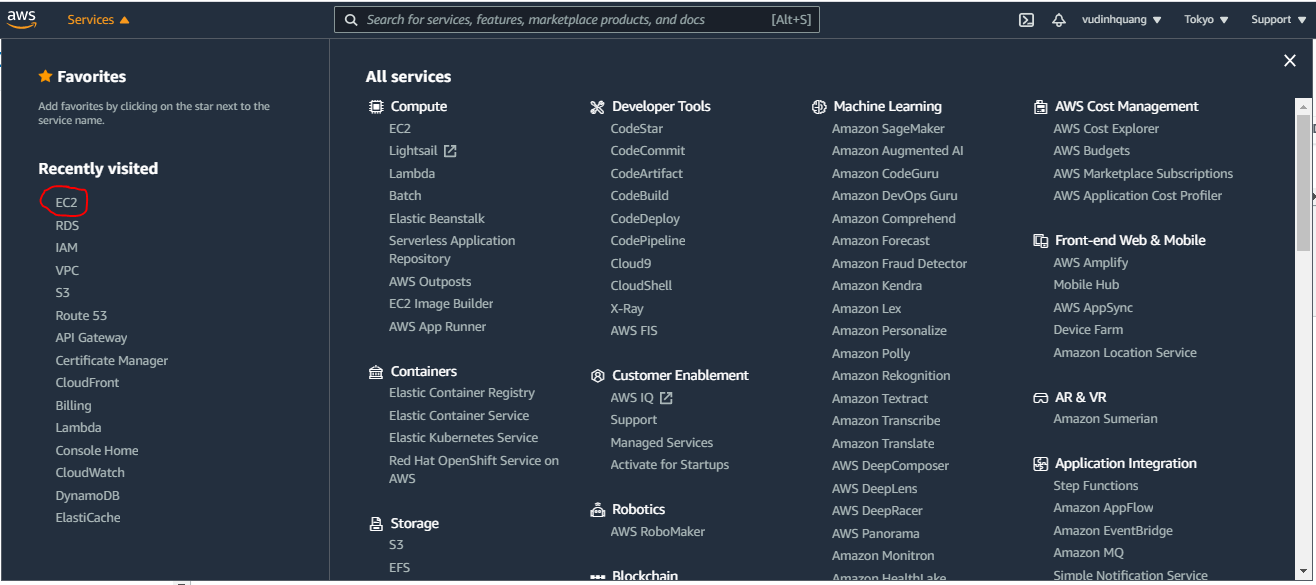 aws
Services
Search for services, features, marketplace products, and docs
[Alt+S]
vudinhquang
Tokyo
Support
Favorites
Add favorites by clicking on the star next to the
service name.
Recently visited
EC2
RDS
IAM
VPC
S3
Route 53
API Gateway
Certificate Manager
CloudFront
Billing
Lambda
Console Home
CloudWatch
DynamoDB
ElastiCache
All services
Compute
EC2
Lightsail
Lambda
Batch
Elastic Beanstalk
Serverless Application
Repository
AWS Outposts
EC2 Image Builder
AWS App Runner
Containers
Elastic Container Registry
Elastic Container Service
Elastic Kubernetes Service
Red Hat OpenShift Service on
AWS
Storage
S3
EFS
Developer Tools
CodeStar
CodeCommit
CodeArtifact
CodeBuild
CodeDeploy
CodePipeline
Cloud9
CloudShell
X-Ray
AWS FIS
Customer Enablement
AWS IQ
Support
Managed Services
Activate for Startups
Robotics
AWS RoboMaker
Blockchain
Machine Learning
Amazon SageMaker
Amazon Augmented AI
Amazon CodeGuru
Amazon DevOps Guru
Amazon Comprehend
Amazon Forecast
Amazon Fraud Detector
Amazon Kendra
Amazon Lex
Amazon Personalize
Amazon Polly
Amazon Rekognition
Amazon Textract
Amazon Transcribe
Amazon Translate
AWS DeepComposer
AWS DeepLens
AWS DeepRacer
AWS Panorama
Amazon Monitron
Amazon HealthLake
AWS Cost Management
AWS Cost Explorer
AWS Budgets
AWS Marketplace Subscriptions
AWS Application Cost Profiler
Front-end Web & Mobile
AWS Amplify
Mobile Hub
AWS AppSync
Device Farm
Amazon Location Service
AR & VR
Amazon Sumerian
Application Integration
Step Functions
Amazon AppFlow
Amazon EventBridge
Amazon MQ
Simple Notification Service